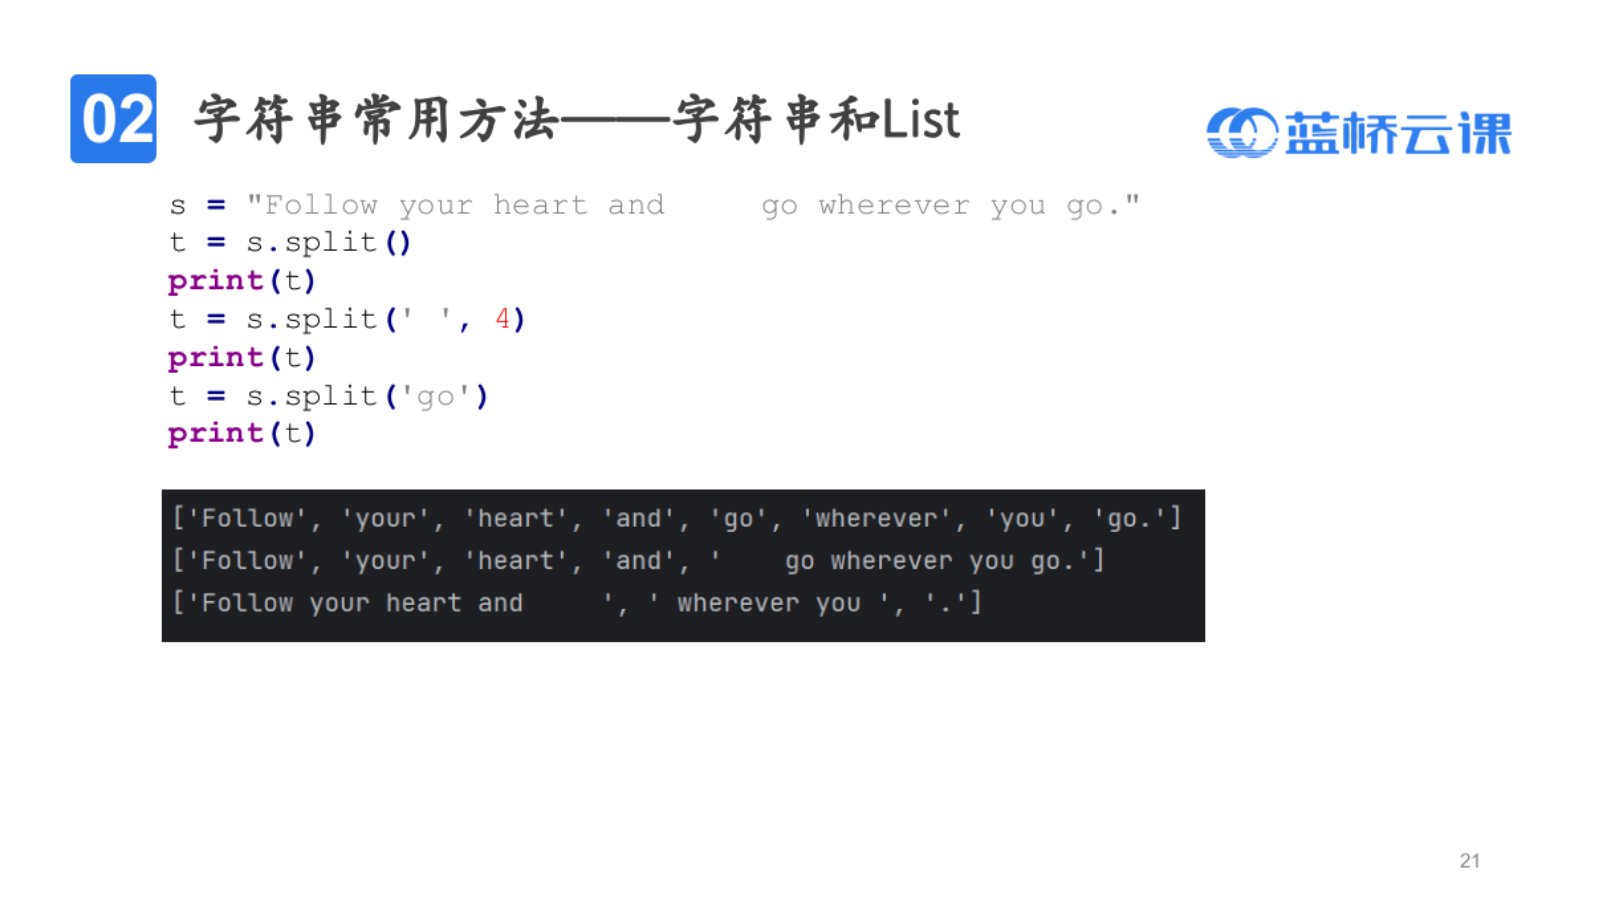 02 字符串常用方法——字符串和List
蓝桥云课
s = "Follow your heart and     go wherever you go."
t = s.split()
print(t)
t = s.split(' ', 4)
print(t)
t = s.split('go')
print(t)
['Follow', 'your', 'heart', 'and', 'go', 'wherever', 'you', 'go.']
['Follow', 'your', 'heart', 'and', '    go wherever you go.']
['Follow your heart and     ', ' wherever you ', '.']
21